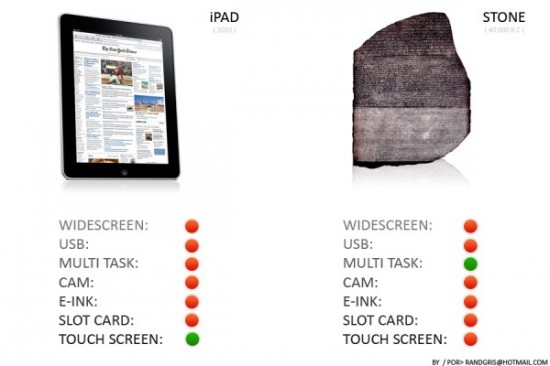 iPAD
( 2010 )
WIDESCREEN:
USB:
MULTI TASK:
CAM:
E-INK:
SLOT CARD:
TOUCH SCREEN:
The New York Times
STONE
( 40,000 B.C )
WIDESCREEN:
USB:
MULTI TASK:
CAM:
E-INK:
SLOT CARD:
TOUCH SCREEN:
BY / POR> RANDGRIS@HOTMAIL.COM